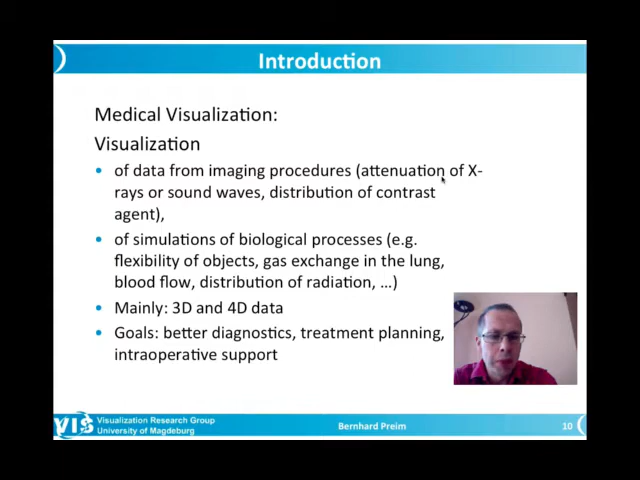 Introduction
Medical Visualization:
Visualization
• of data from imaging procedures (attenuation of X-
rays or sound waves, distribution of contrast
agent),
• of simulations of biological processes (e.g.
flexibility of objects, gas exchange in the lung,
blood flow, distribution of radiation, ...)
• Mainly: 3D and 4D data
• Goals: better diagnostics, treatment planning,
intraoperative support
VIS
Visualization Research Group
University of Magdeburg
Bernhard Preim
10